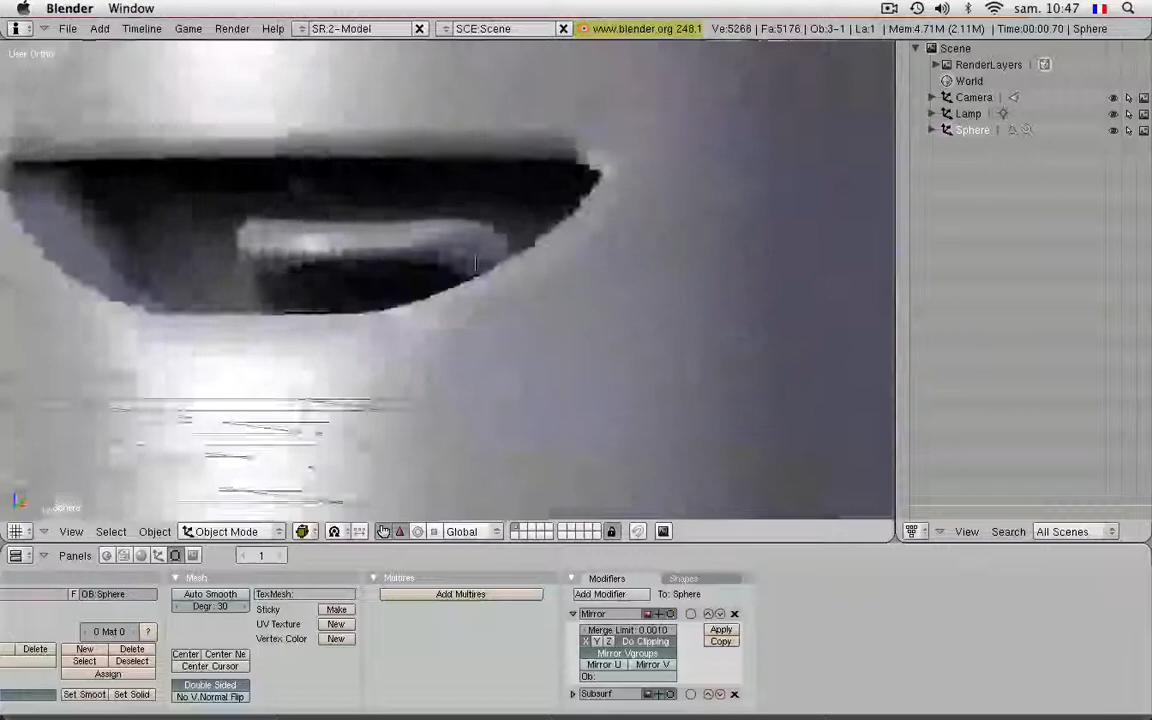 Blender Window sam. 10:47
File Add Timeline Game Render Help SR:2-Model SCE:Scene www.blender.org 248.1 Ve:5266 | Fa:5176 | Ob:3-1 | La:1 | Mem:4.71M (2.11M) | Time:00:00.70 | Sphere
User Ortho
Scene
RenderLayers
World
Camera
Lamp
Sphere
View Select Object Object Mode Global
View Search All Scenes
Panels 1
Mesh Multires Modifiers Shapes
F OB:Sphere Auto Smooth TexMesh: Add Multires Add Modifier To: Sphere
Degr: 30 Sticky Make Mirror
UV Texture New
0 Mat 0 ? Merge Limit: 0.0010 Apply
Vertex Color New X Y Z Do Clipping Copy
Delete New Delete Center Center Ne Mirror Vgroups
Select Deselect Center Cursor Mirror U Mirror V
Assign Ob:
Double Sided
Set Smoot Set Solid No V.Normal Flip Subsurf